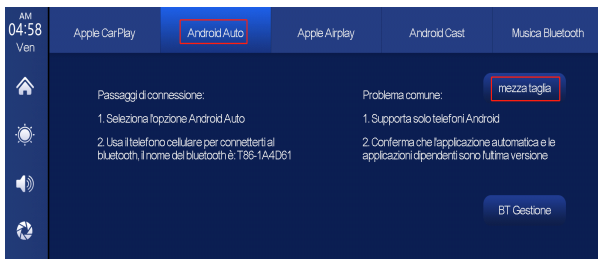 AM
04:58
Ven
Apple CarPlay
Android Auto
Apple Airplay
Android Cast
Musica Bluetooth
Passaggi di connessione:
1. Seleziona l'opzione Android Auto
2. Usa il telefono cellulare per connetterti al
bluetooth, il nome del bluetooth è: T86-1A4D61
Problema comune:
mezza taglia
1. Supporta solo telefoni Android
2. Conferma che l'applicazione automatica e le
applicazioni dipendenti sono l'ultima versione
BT Gestione